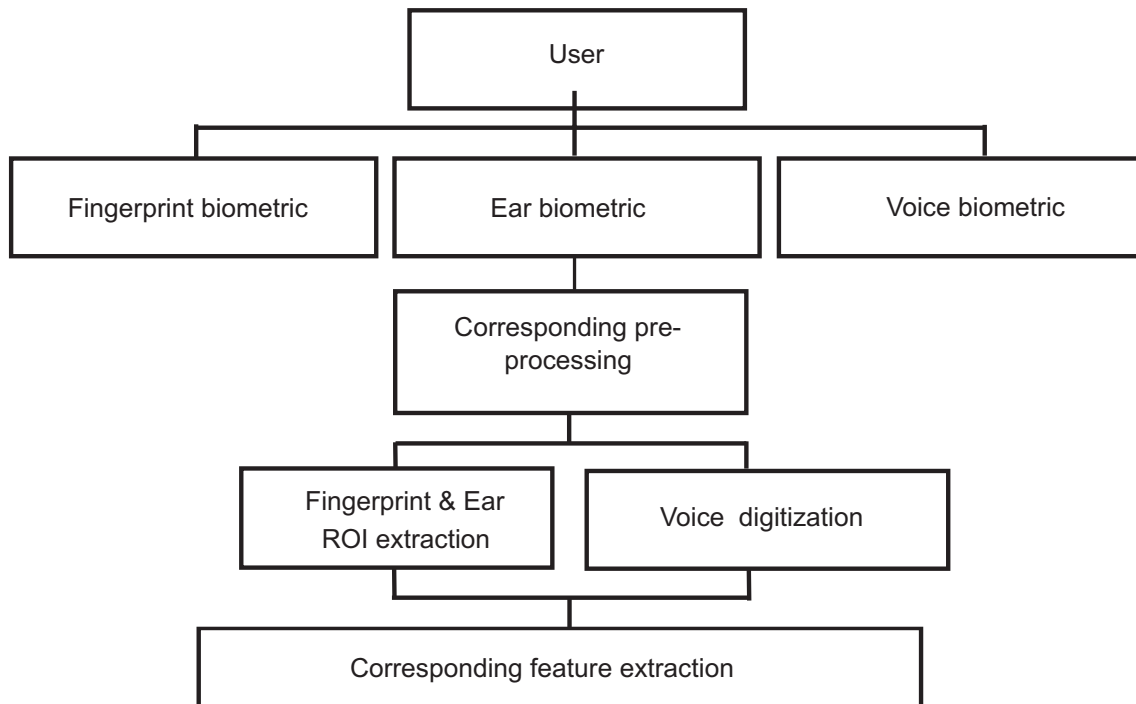 User
Fingerprint biometric
Ear biometric
Voice biometric
Corresponding pre-
processing
Fingerprint & Ear
ROI extraction
Voice digitization
Corresponding feature extraction